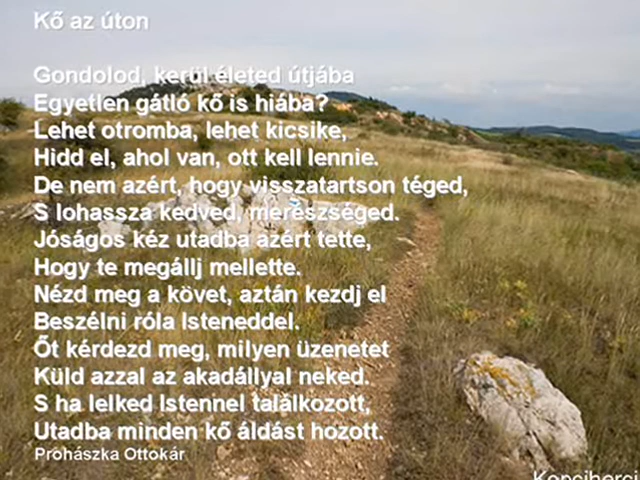 Kő az úton
Gondolod, kerül életed útjába
Egyetlen gátló kő is hiába?
Lehet otromba, lehet kicsike,
Hidd el, ahol van, ott kell lennie.
De nem azért, hogy visszatartson téged,
S lohassza kedved, merészséged.
Jóságos kéz utadba azért tette,
Hogy te megállj mellette.
Nézd meg a követ, aztán kezdj el
Beszélni róla Isteneddel.
Őt kérdezd meg, milyen üzenetet
Küld azzal az akadállyal neked.
S ha lelked Istennel találkozott,
Utadba minden kő áldást hozott.
Prohászka Ottokár